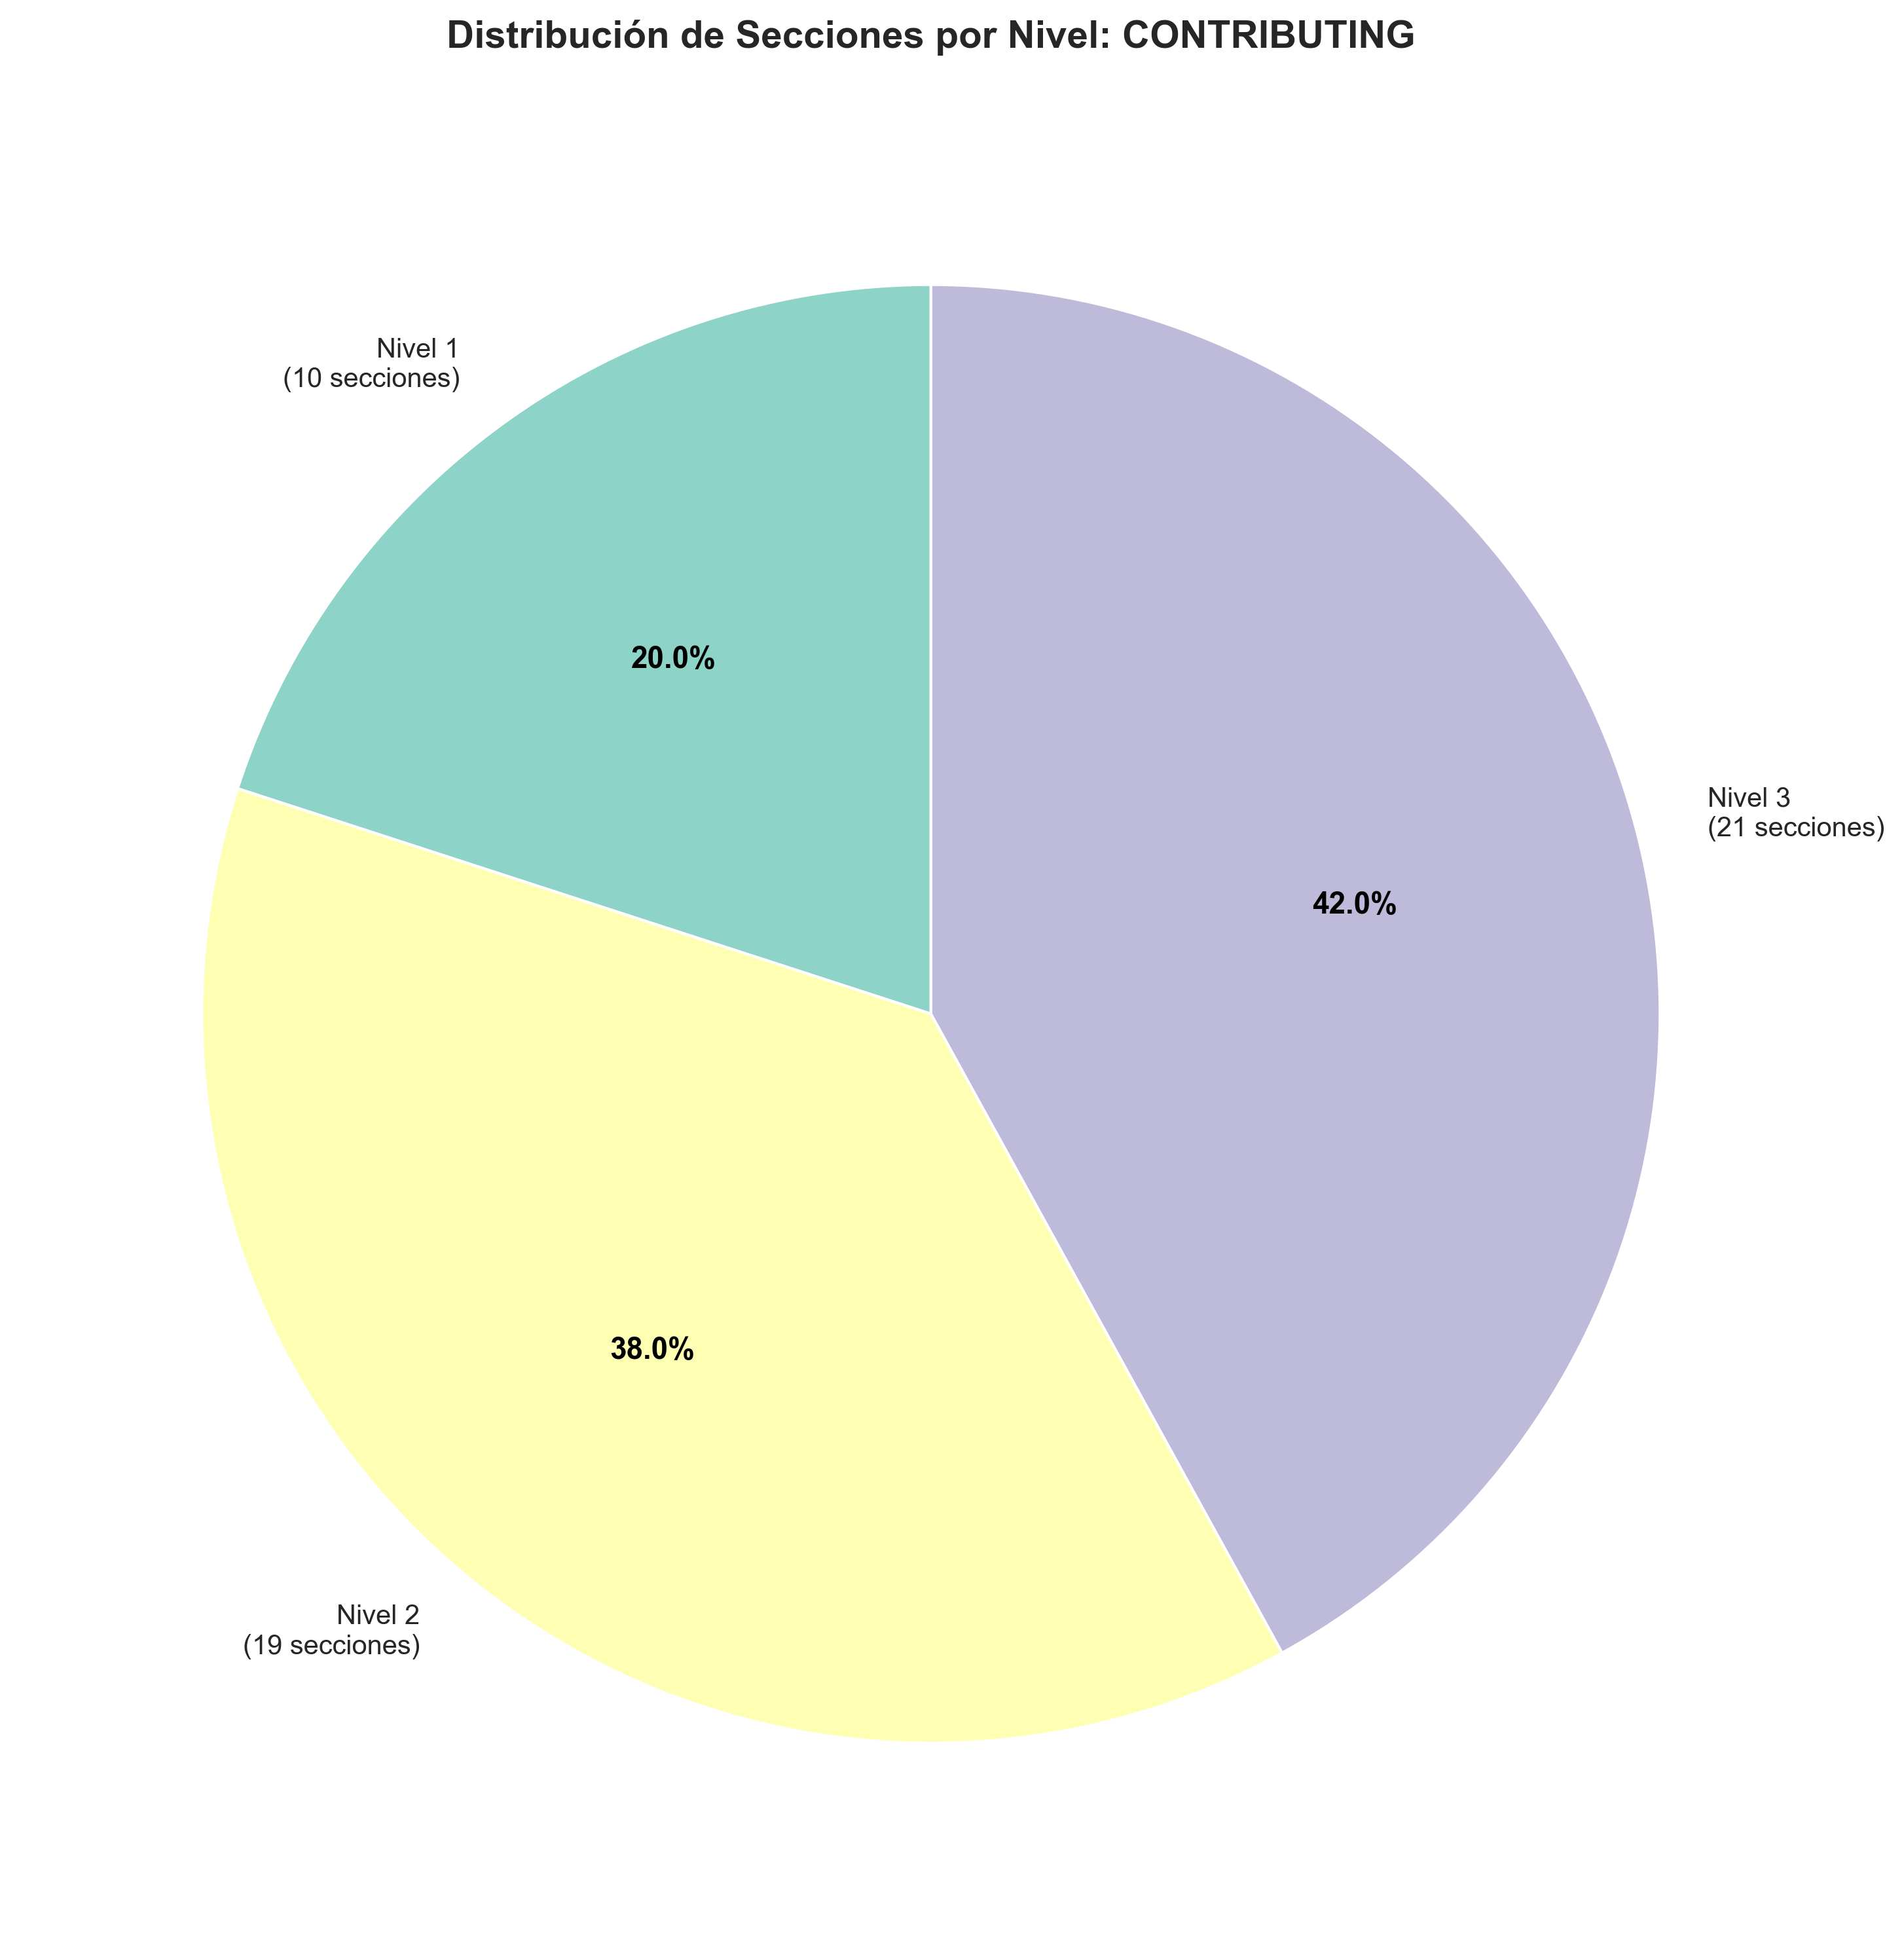 Distribución de Secciones por Nivel: CONTRIBUTING
Nivel 1
(10 secciones)
20.0%
Nivel 3
(21 secciones)
42.0%
38.0%
Nivel 2
(19 secciones)